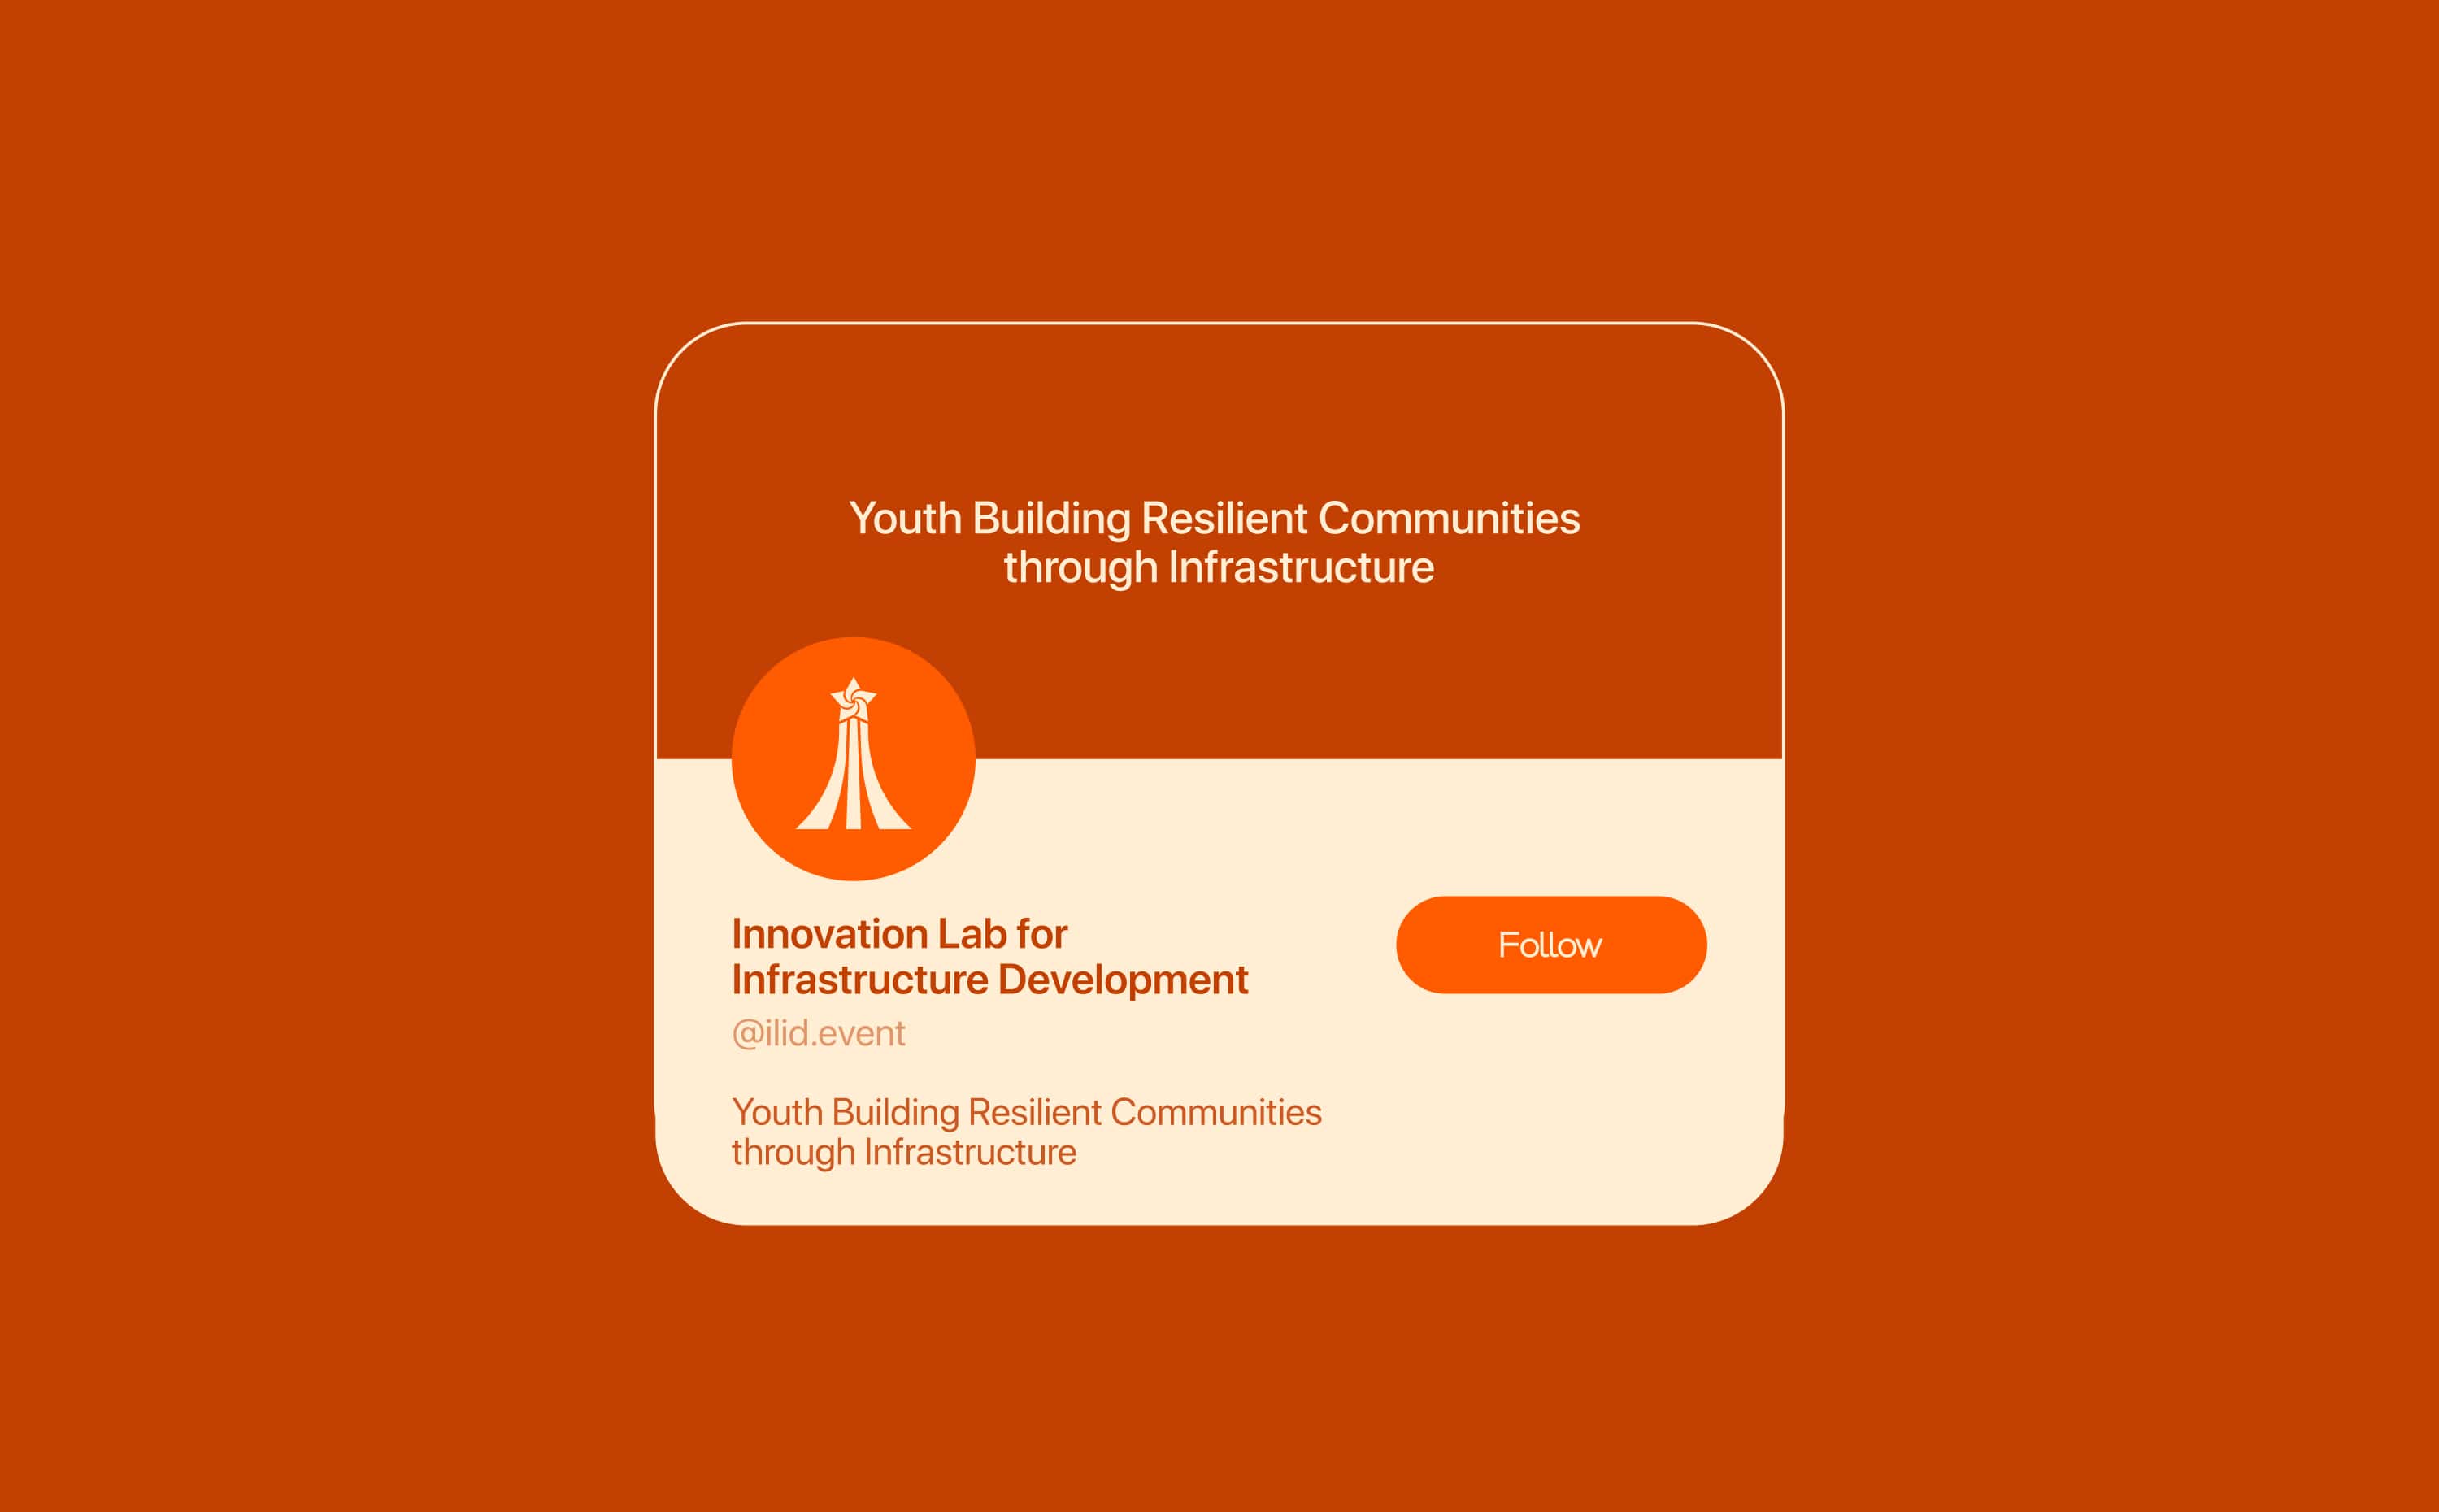 Youth Building Resilient Communities
through Infrastructure
Innovation Lab for
Infrastructure Development
Follow
@ilid.event
Youth Building Resilient Communities
through Infrastructure